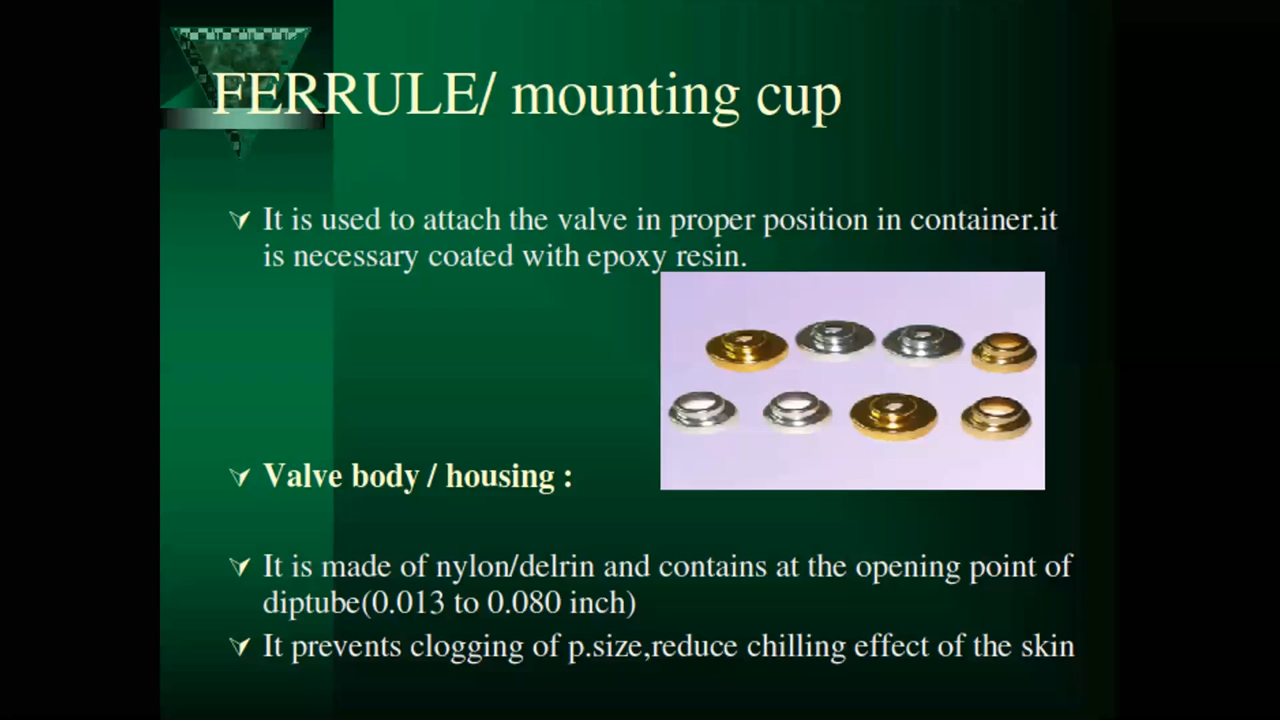 FERRULE/ mounting cup
It is used to attach the valve in proper position in container.it
is necessary coated with epoxy resin.
Valve body / housing :
It is made of nylon/delrin and contains at the opening point of
diptube(0.013 to 0.080 inch)
It prevents clogging of p.size,reduce chilling effect of the skin